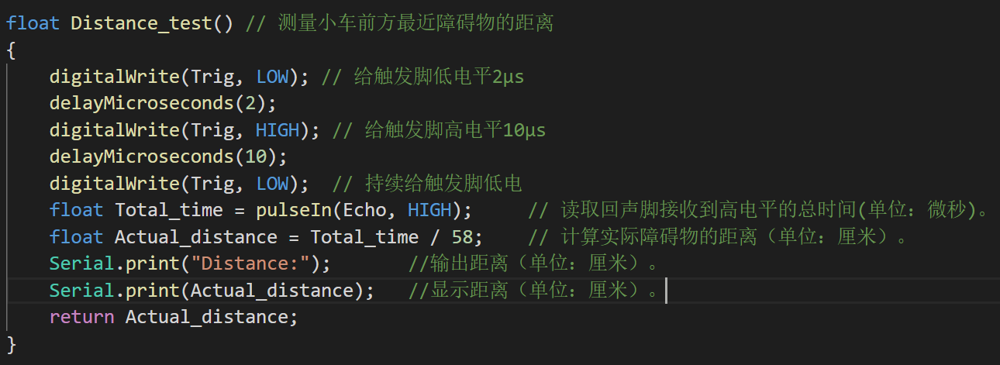 float Distance_test() // 测量小车前方最近障碍物的距离
{
    digitalWrite(Trig, LOW); // 给触发脚低电平2μs
    delayMicroseconds(2);
    digitalWrite(Trig, HIGH); // 给触发脚高电平10μs
    delayMicroseconds(10);
    digitalWrite(Trig, LOW);  // 持续给触发脚低电
    float Total_time = pulseIn(Echo, HIGH);     // 读取回声脚接收到高电平的总时间(单位：微秒)。
    float Actual_distance = Total_time / 58;    // 计算实际障碍物的距离（单位：厘米）。
    Serial.print("Distance:");       //输出距离（单位：厘米）。
    Serial.print(Actual_distance);   //显示距离（单位：厘米）。
    return Actual_distance;
}